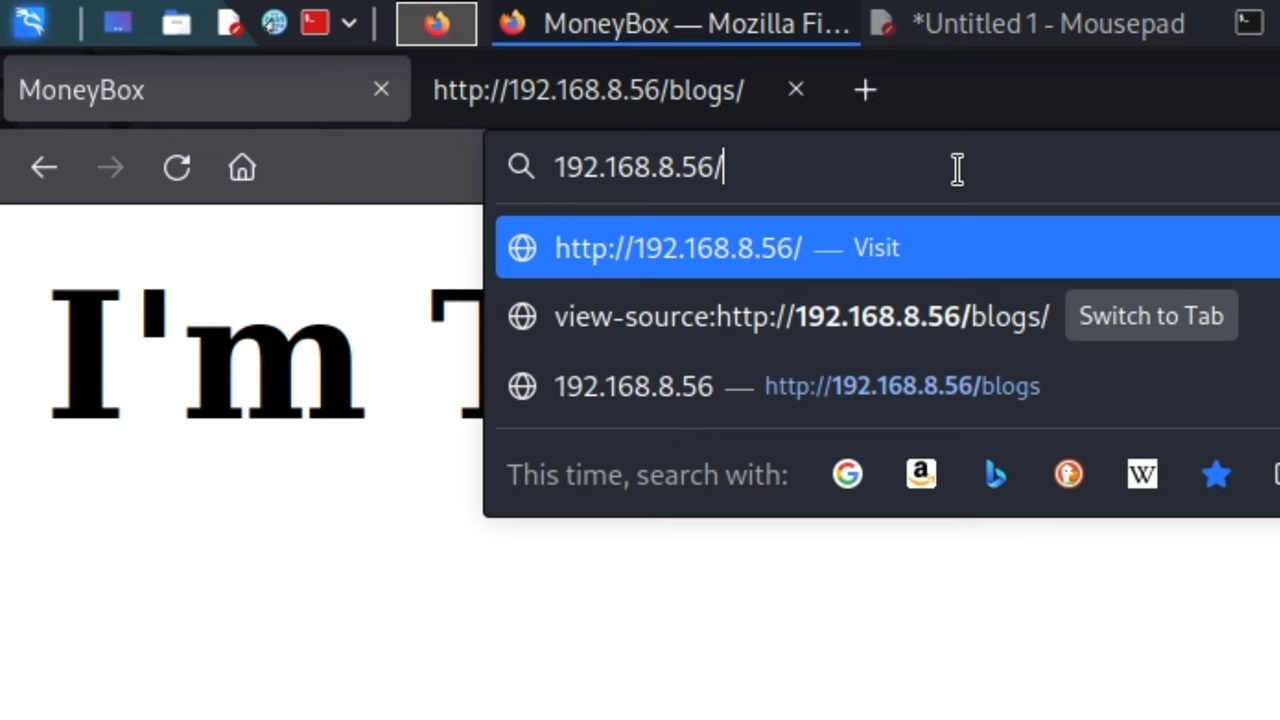 MoneyBox — Mozilla Fi... *Untitled 1 - Mousepad
MoneyBox http://192.168.8.56/blogs/
192.168.8.56/
http://192.168.8.56/ — Visit
view-source:http://192.168.8.56/blogs/ Switch to Tab
192.168.8.56 — http://192.168.8.56/blogs
This time, search with:
I'm